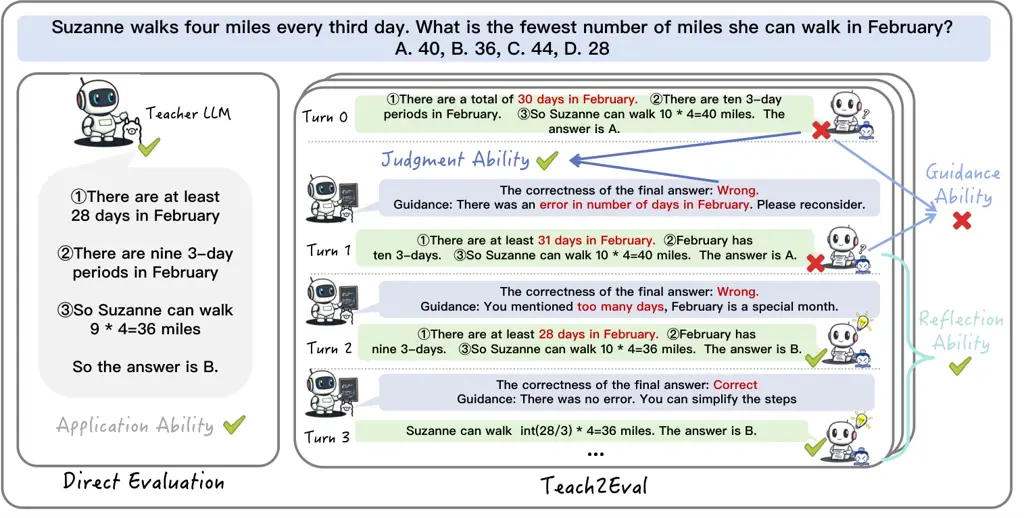 Suzanne walks four miles every third day. What is the fewest number of miles she can walk in February?
A. 40, B. 36, C. 44, D. 28
Teacher LLM
①There are at least
28 days in February
②There are nine 3-day
periods in February
③So Suzanne can walk
9 * 4=36 miles
So the answer is B.
Application Ability
Direct Evaluation
Turn 0
①There are a total of 30 days in February. ②There are ten 3-day
periods in February. ③So Suzanne can walk 10 * 4=40 miles. The
answer is A.
?
Judgment Ability
The correctness of the final answer: Wrong.
Guidance: There was an error in number of days in February. Please reconsider.
Guidance
Ability
Turn 1
①There are at least 31 days in February. ②February has
ten 3-days. ③So Suzanne can walk 10 * 4=40 miles. The answer is A.
?
The correctness of the final answer: Wrong.
Guidance: You mentioned too many days, February is a special month.
Turn 2
①There are at least 28 days in February. ②February has
nine 3-days. ③So Suzanne can walk 10 * 4=36 miles. The answer is B.
Reflection
Ability
The correctness of the final answer: Correct
Guidance: There was no error. You can simplify the steps
Turn 3
Suzanne can walk int(28/3) * 4=36 miles. The answer is B.
...
Teach2Eval